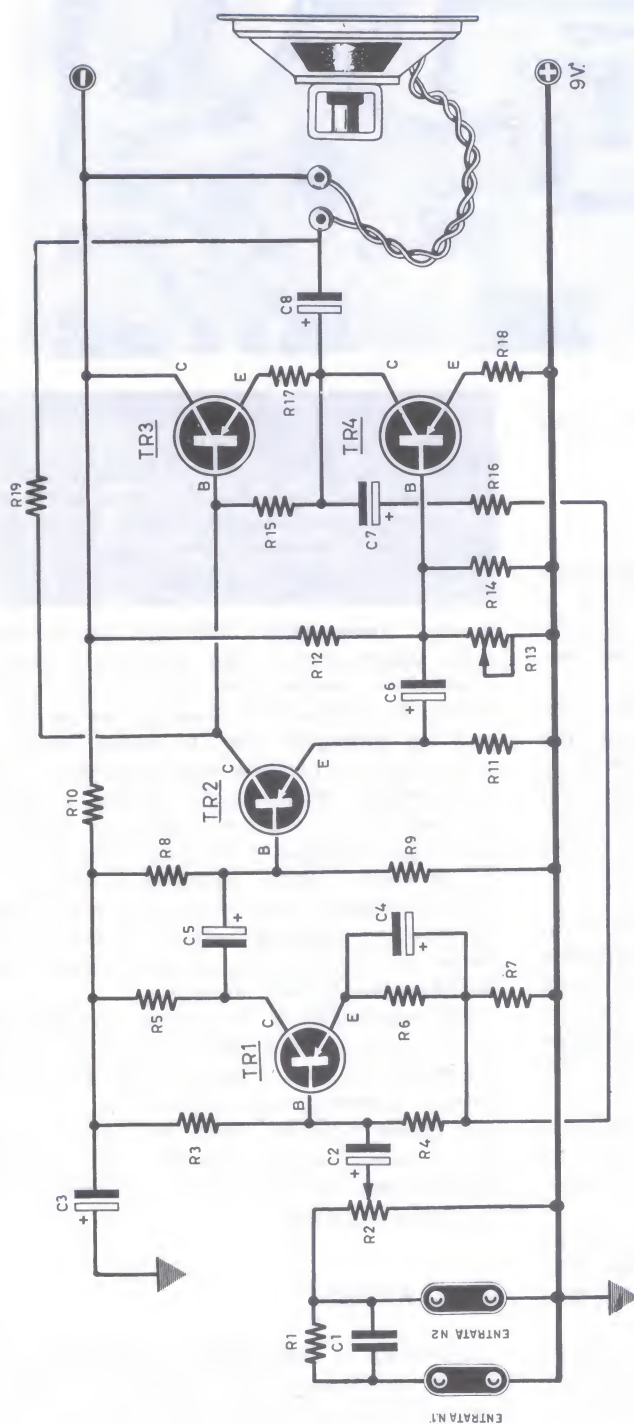 R19
−
R10
C3
+
R3
R5
R8
C5
+
TR1
B
C
E
TR2
B
C
E
TR3
B
C
E
R17
R15
C8
+
TR4
B
C
E
R12
C6
+
C7
+
C2
+
R4
R6
C4
+
R9
R11
R13
R14
R16
R18
R7
R1
C1
R2
ENTRATA N.1
ENTRATA N2
+
9V.